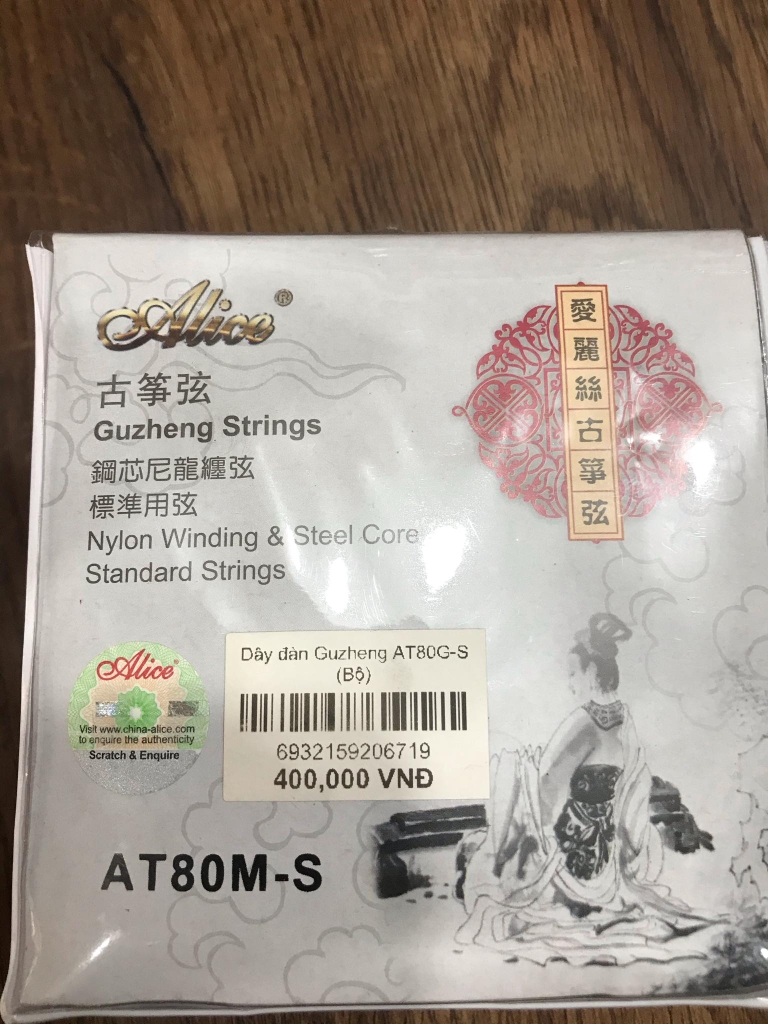 Alice®
古箏弦
Guzheng Strings
鋼芯尼龍纏弦
標準用弦
Nylon Winding & Steel Core
Standard Strings
愛麗絲古箏弦
Alice®
Visit www.china-alice.com
to enquire the authenticity
Scratch & Enquire
Dây đàn Guzheng AT80G-S
(Bộ)
6932159206719
400,000 VNĐ
AT80M-S